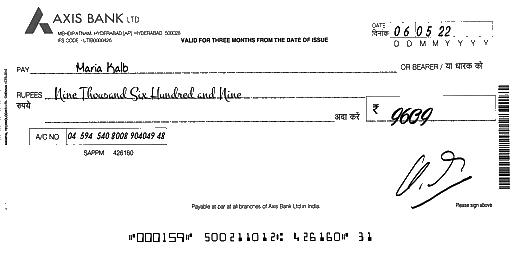 AXIS BANK LTD
MEHDIPATNAM, HYDERABAD [AP] HYDERABAD 500028
IFS CODE - UTIB0000426
VALID FOR THREE MONTHS FROM THE DATE OF ISSUE
DATE दिनांक 06 05 22
D D M M Y Y Y Y
PAY Maria Kalb OR BEARER / या धारक को
RUPEES रुपये Nine Thousand Six Hundred and Nine
अदा करें ₹ 9609
A/C NO 04 594 540 8008 904049 48
SAPPM 426160
Payable at par at all branches of Axis Bank Ltd in India.
Please sign above
⑈000159⑈ 500211012⑆ 426160⑈ 31